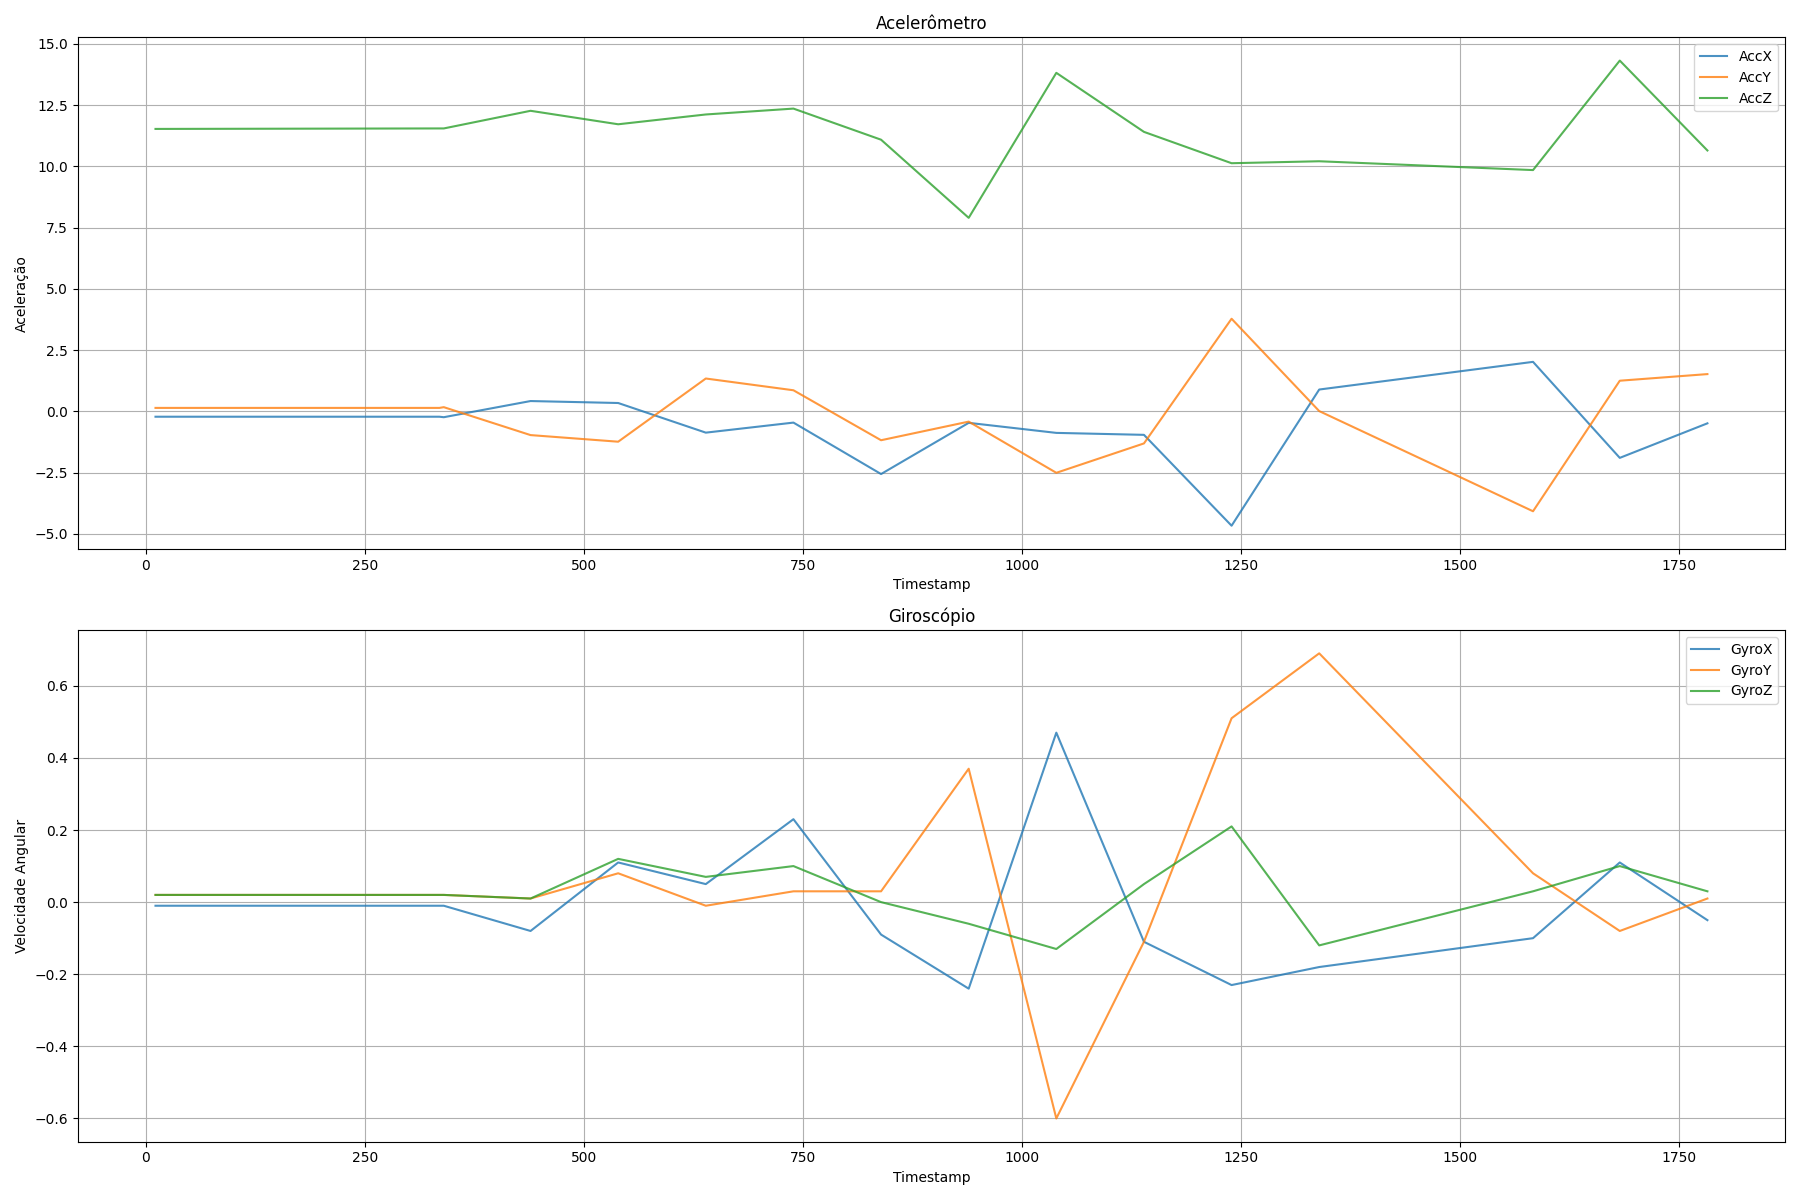 Acelerômetro
15.0
12.5
10.0
7.5
5.0
2.5
0.0
−2.5
−5.0
Aceleração
AccX
AccY
AccZ
0 250 500 750 1000 1250 1500 1750
Timestamp
Giroscópio
0.6
0.4
0.2
0.0
−0.2
−0.4
−0.6
Velocidade Angular
GyroX
GyroY
GyroZ
0 250 500 750 1000 1250 1500 1750
Timestamp